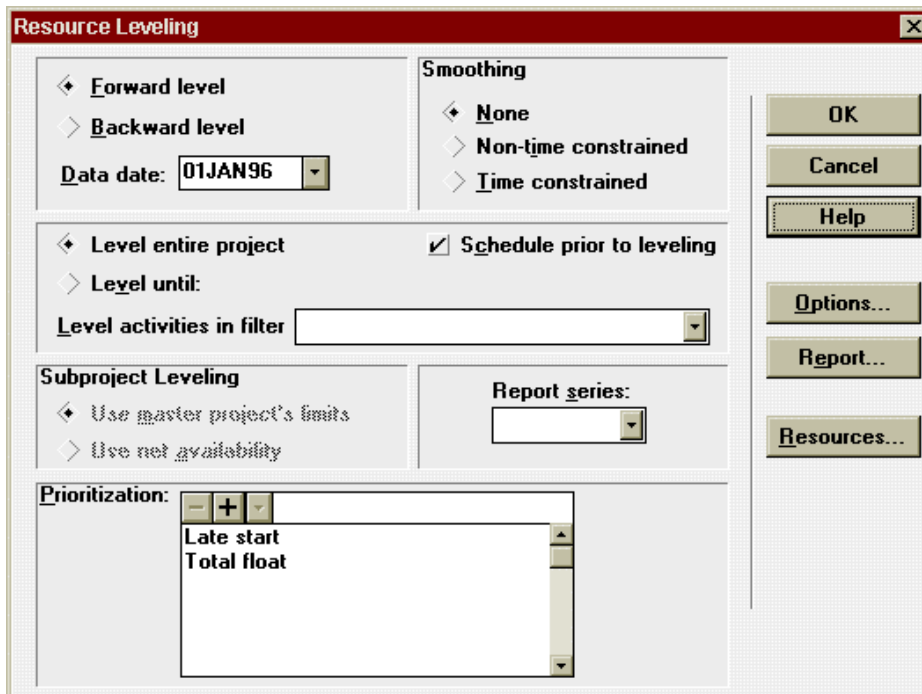 Resource Leveling
Forward level
Backward level
Data date: 01JAN96
Smoothing
None
Non-time constrained
Time constrained
OK
Cancel
Help
Level entire project
Schedule prior to leveling
Level until:
Level activities in filter
Options...
Report...
Subproject Leveling
Use master project's limits
Use net availability
Report series:
Resources...
Prioritization:
Late start
Total float